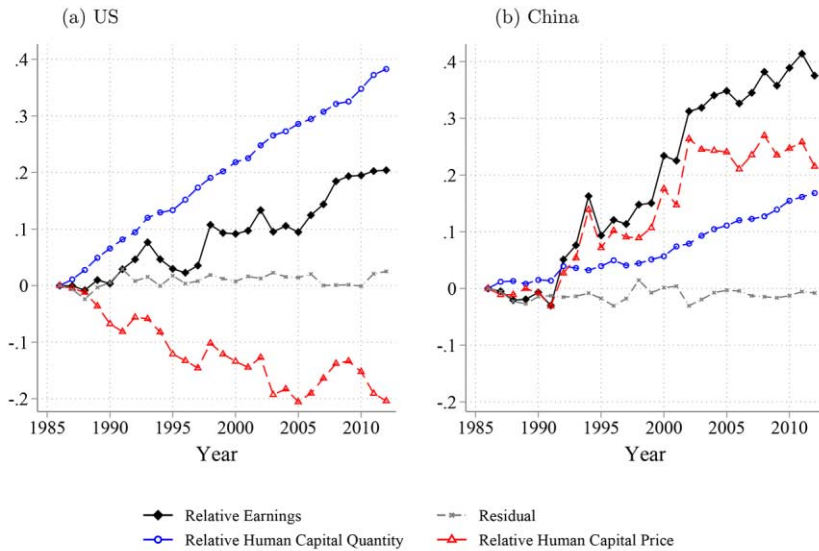 (a) US
.4
.3
.2
.1
0
-.1
-.2
1985 1990 1995 2000 2005 2010
Year
(b) China
.4
.3
.2
.1
0
-.1
-.2
1985 1990 1995 2000 2005 2010
Year
Relative Earnings
Residual
Relative Human Capital Quantity
Relative Human Capital Price